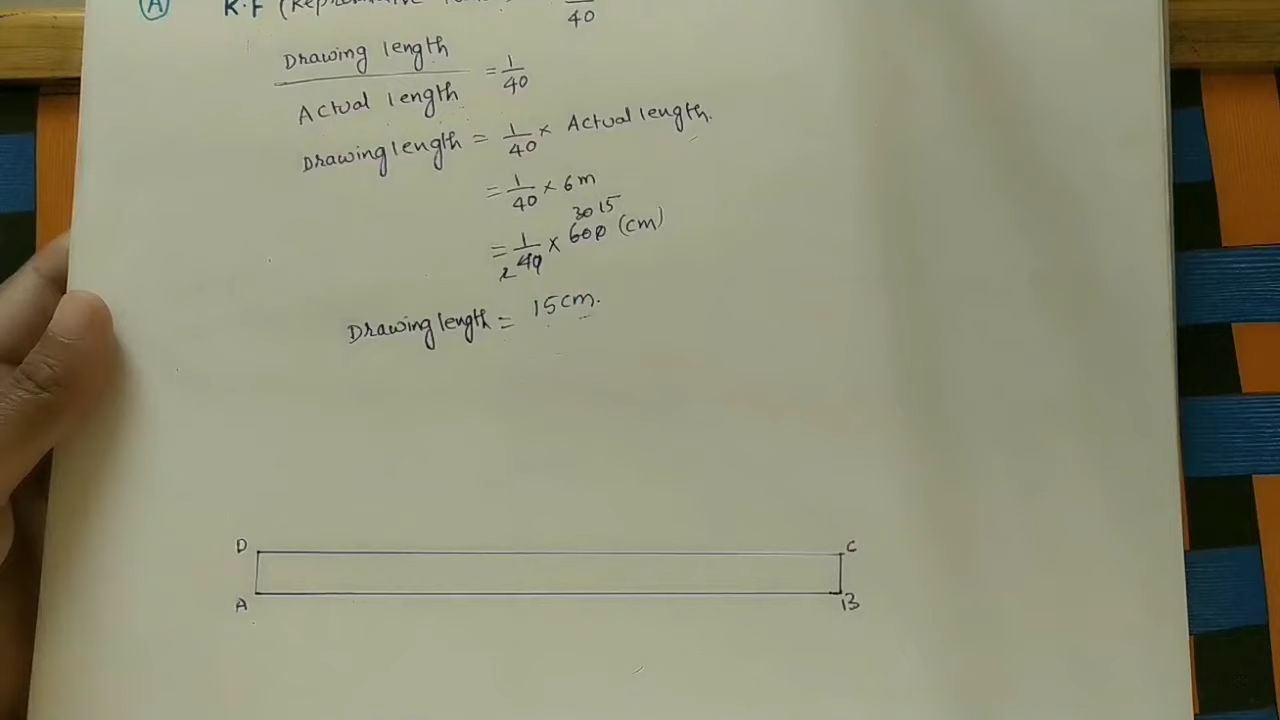 (A) R.F
1/40
Drawing length / Actual length = 1/40
Drawing length = 1/40 × Actual length.
= 1/40 × 6m
30 15
= 1/40 × 600 (cm)
2
Drawing length = 15cm.
D C
A B